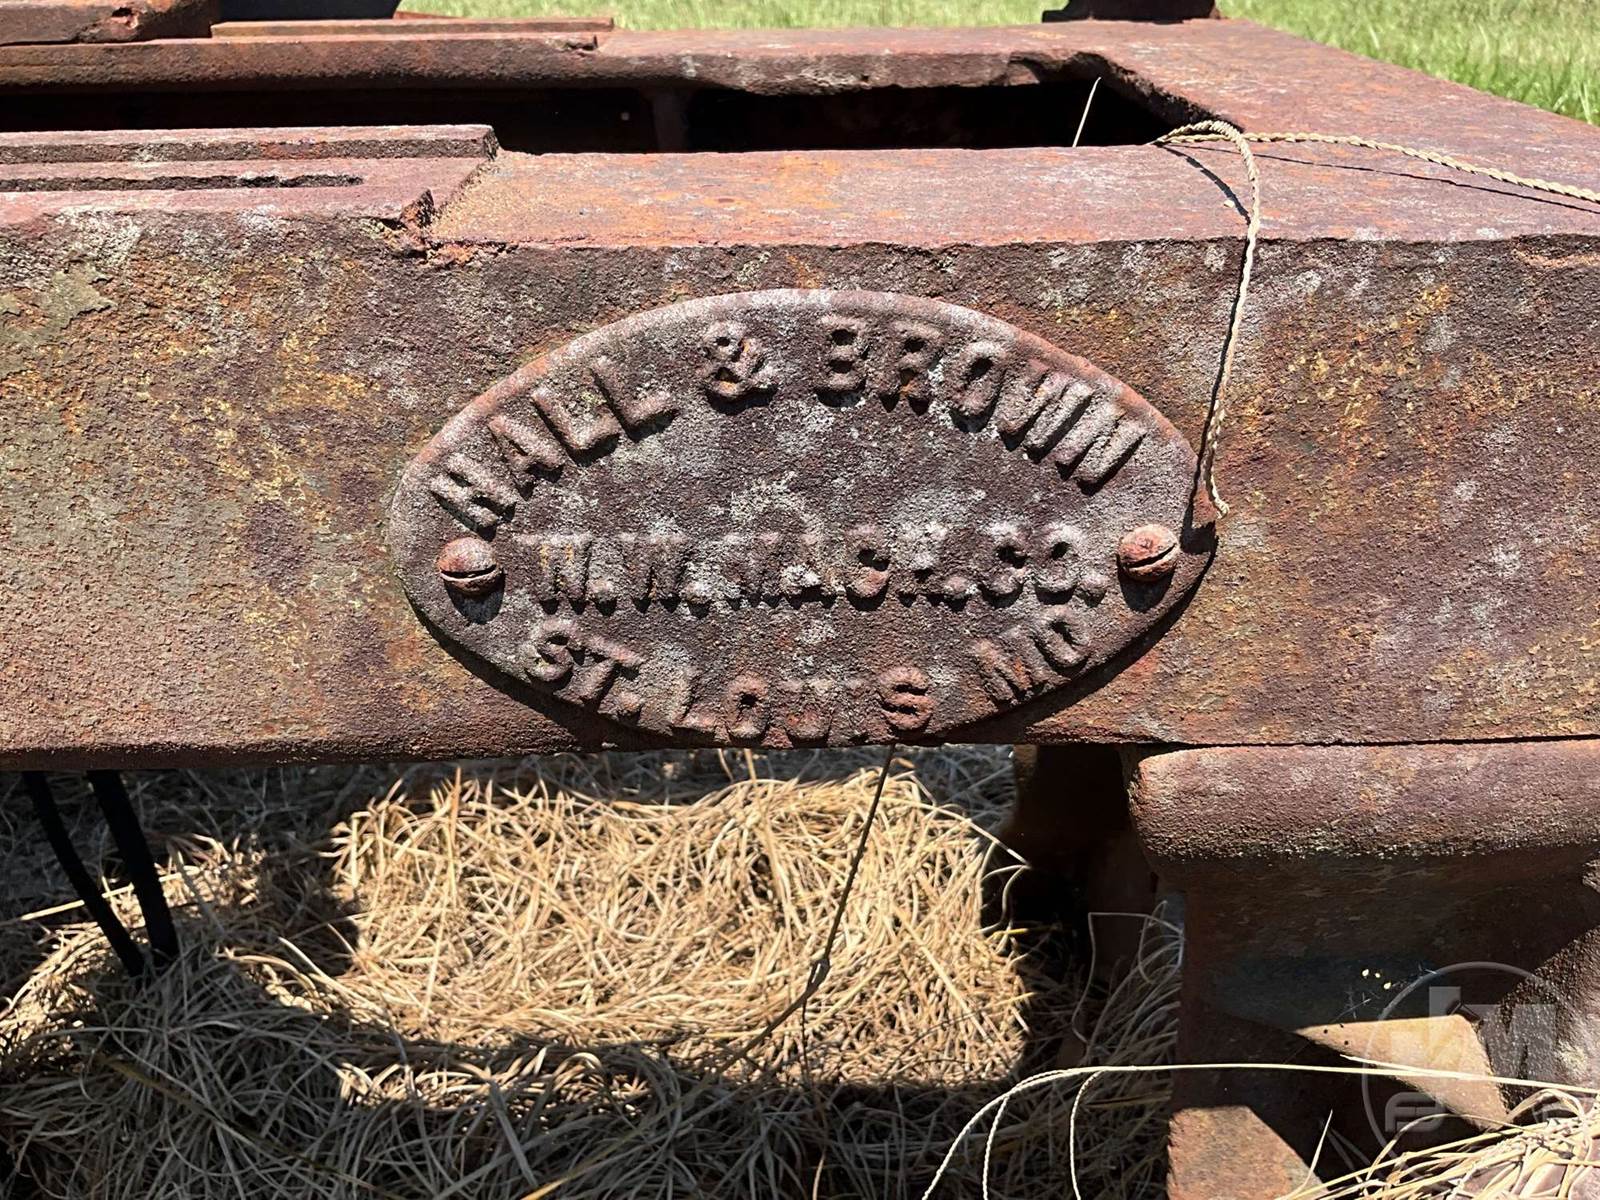 HALL & BROWN
W.W. MACH. CO.
ST. LOUIS MO.